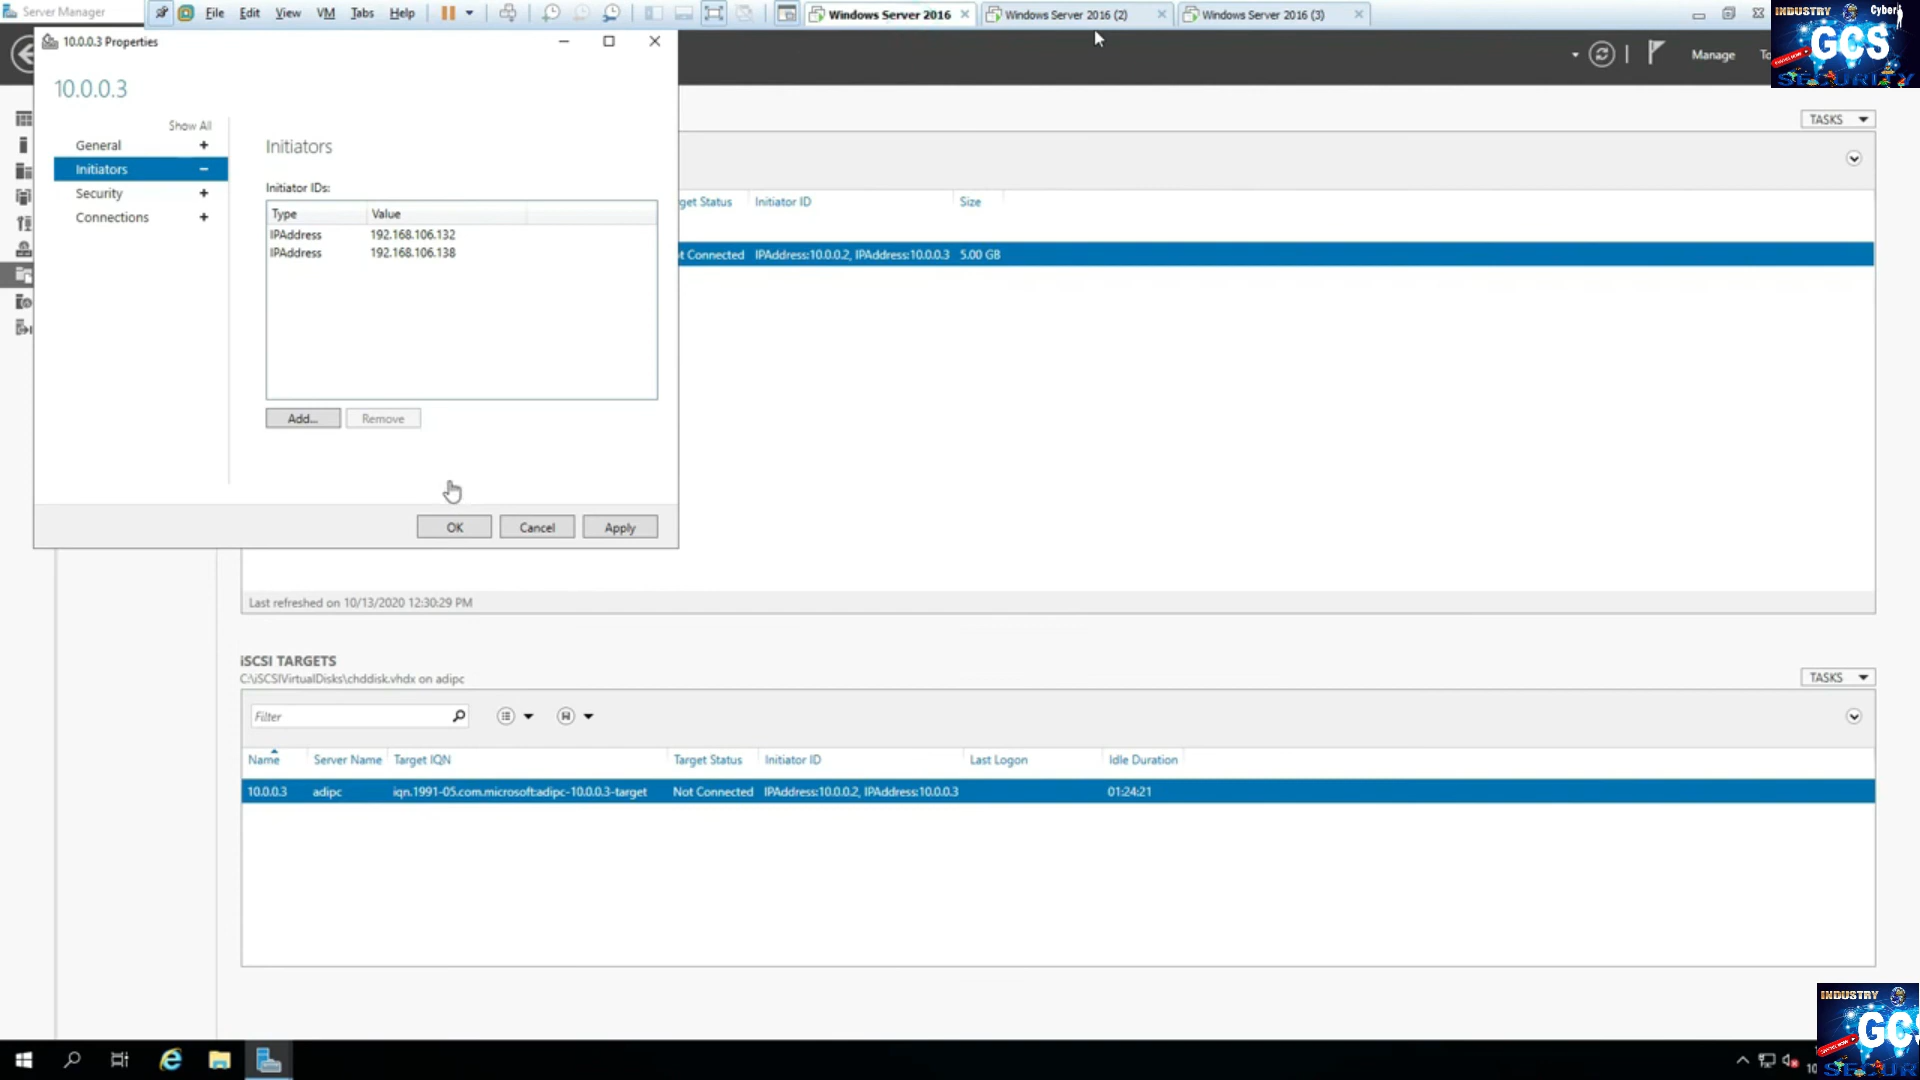 Server Manager
File Edit View VM Tabs Help
Windows Server 2016
Windows Server 2016 (2)
Windows Server 2016 (3)
INDUSTRY Cyber
GCS
SECURITY
10.0.0.3 Properties
Manage
10.0.0.3
Show All
General +
Initiators −
Security +
Connections +
Initiators
Initiator IDs:
Type Value
IPAddress 192.168.106.132
IPAddress 192.168.106.138
Add... Remove
OK Cancel Apply
TASKS
get Status Initiator ID Size
t Connected IPAddress:10.0.0.2, IPAddress:10.0.0.3 5.00 GB
Last refreshed on 10/13/2020 12:30:29 PM
iSCSI TARGETS
C:\iSCSIVirtualDisks\chddisk.vhdx on adipc
TASKS
Filter
Name Server Name Target IQN Target Status Initiator ID Last Logon Idle Duration
10.0.0.3 adipc iqn.1991-05.com.microsoft:adipc-10.0.0.3-target Not Connected IPAddress:10.0.0.2, IPAddress:10.0.0.3 01:24:21
INDUSTRY
GCS
SECUR